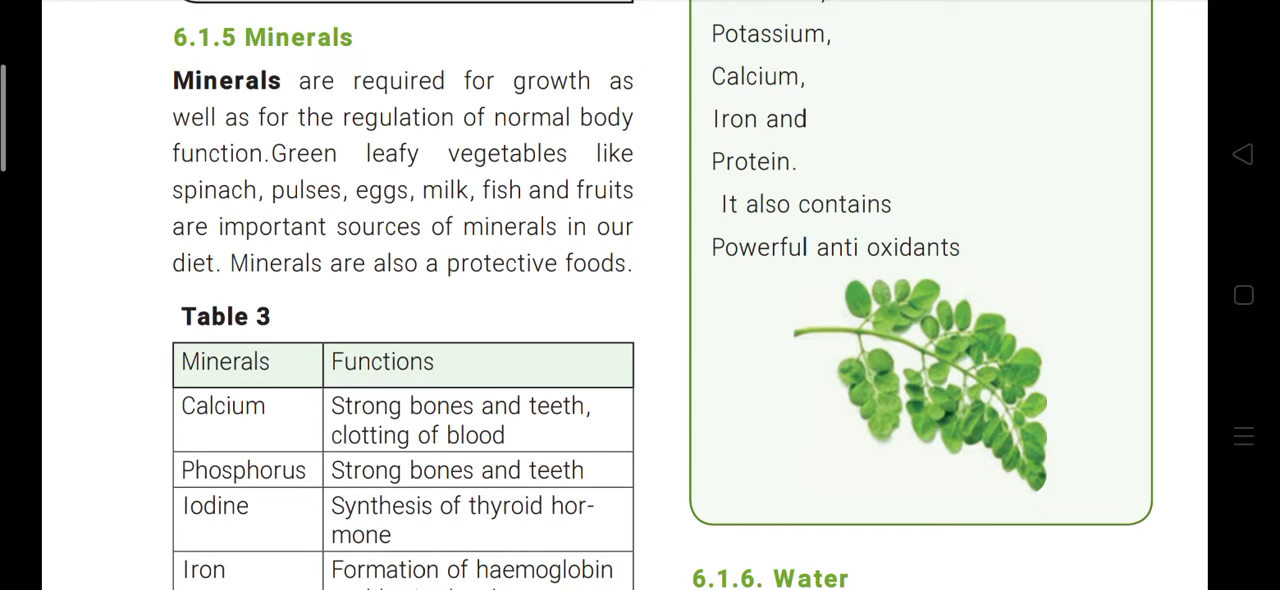 6.1.5 Minerals
Minerals are required for growth as
well as for the regulation of normal body
function.Green leafy vegetables like
spinach, pulses, eggs, milk, fish and fruits
are important sources of minerals in our
diet. Minerals are also a protective foods.
Table 3
Minerals Functions
Calcium Strong bones and teeth,
clotting of blood
Phosphorus Strong bones and teeth
Iodine Synthesis of thyroid hor-
mone
Iron Formation of haemoglobin
Potassium,
Calcium,
Iron and
Protein.
It also contains
Powerful anti oxidants
6.1.6. Water